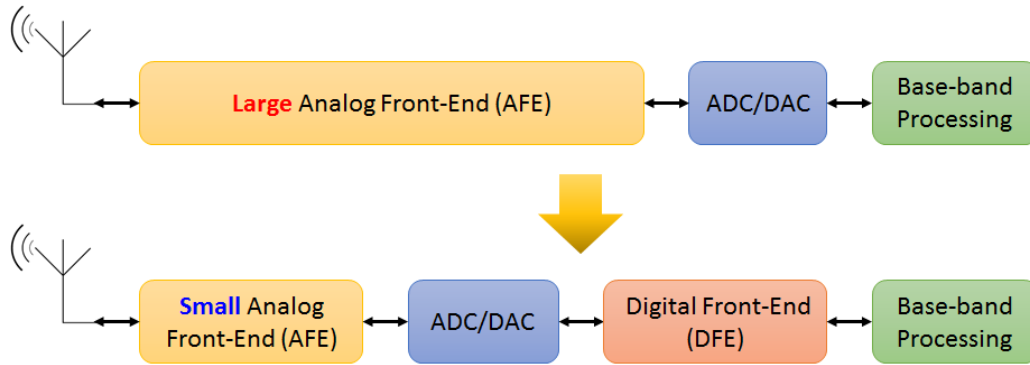 Large Analog Front-End (AFE)
ADC/DAC
Base-band
Processing
Small Analog
Front-End (AFE)
ADC/DAC
Digital Front-End
(DFE)
Base-band
Processing